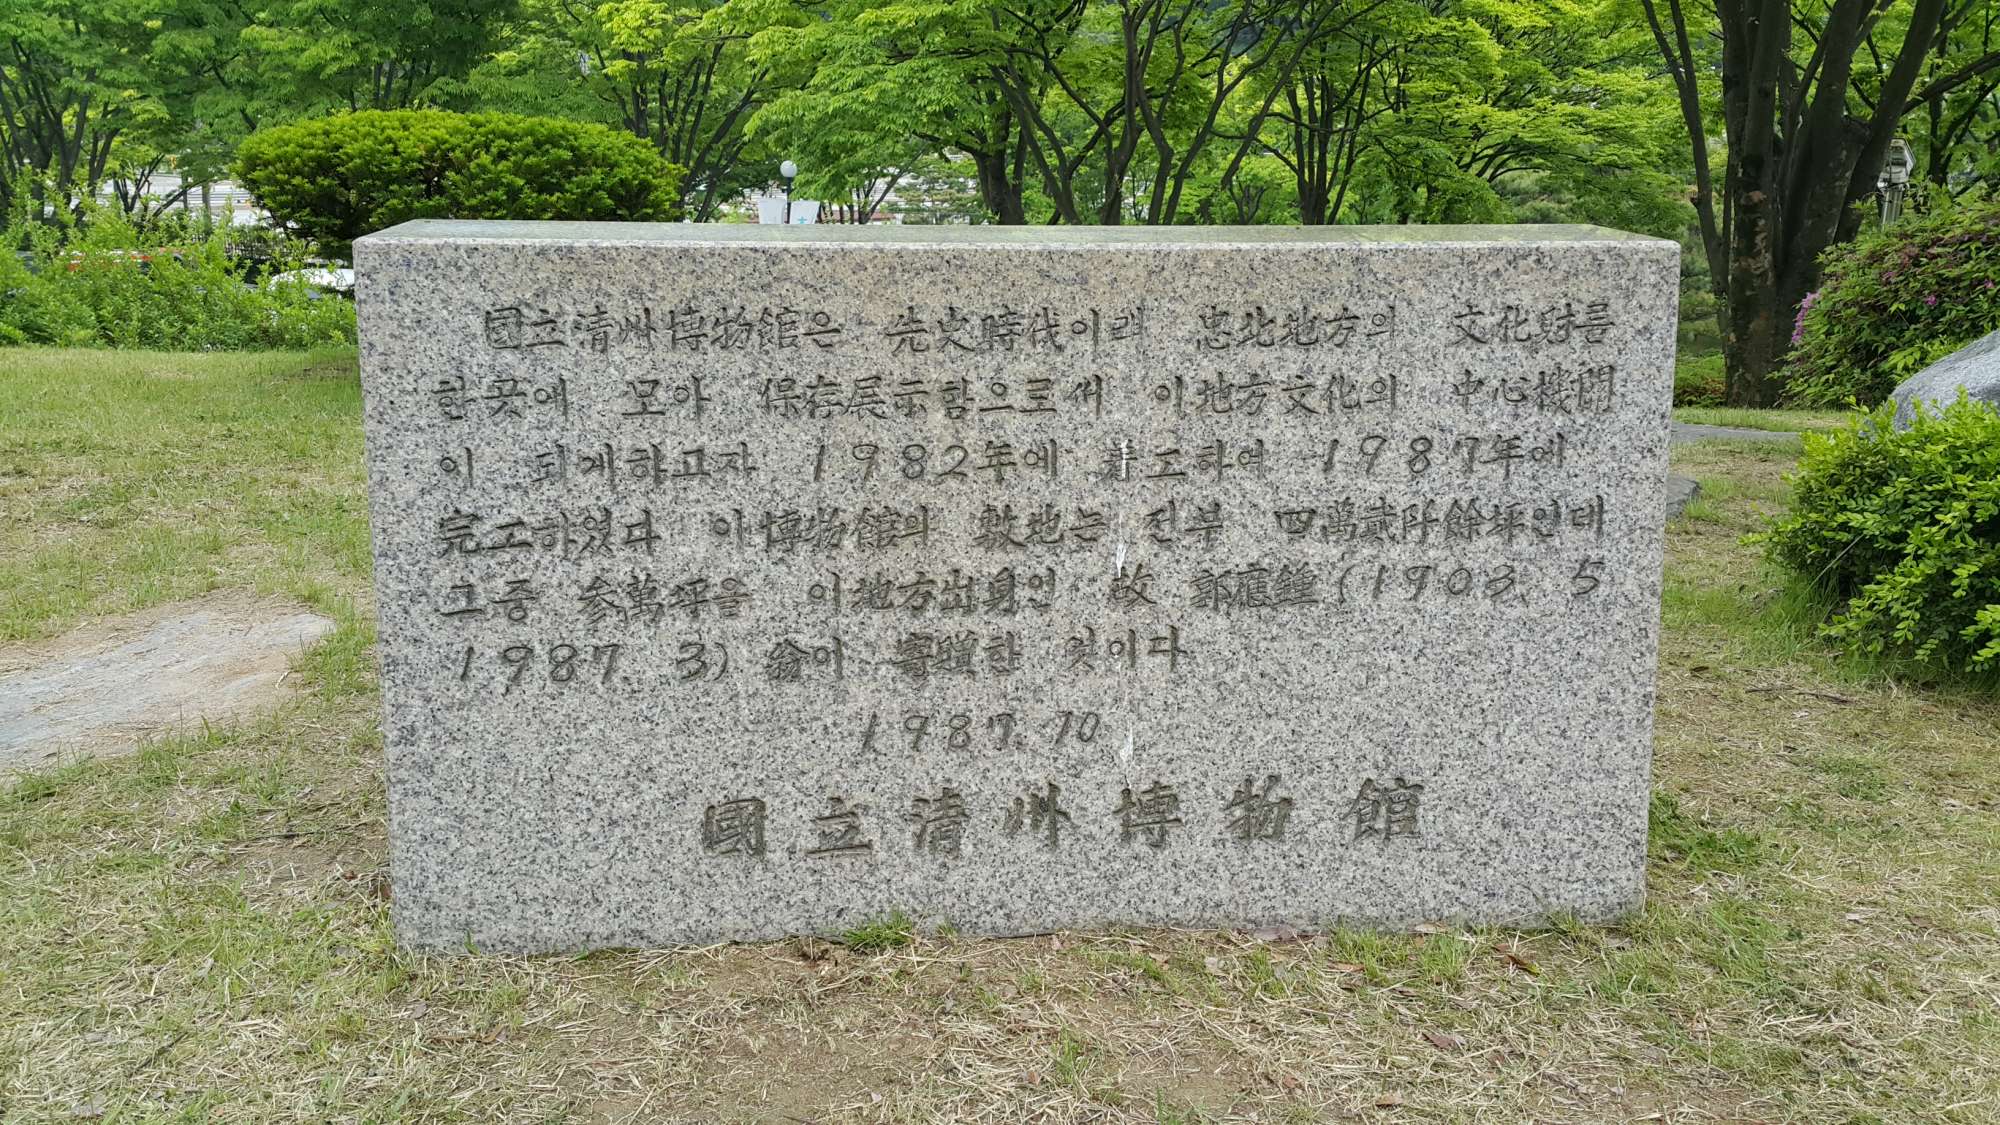 國立淸州博物館은 先史時代이래 忠北地方의 文化財를
한곳에 모아 保存展示함으로써 이地方文化의 中心機關
이 되게하고자 1982年에 着工하여 1987年에
完工하였다 이博物館의 敷地는 전부 四萬貳阡餘坪인데
그중 參萬坪을 이地方出身인 故 郭應鍾(1903. 5
1987. 3) 翁이 寄贈한 것이다
1987. 10
國立淸州博物館